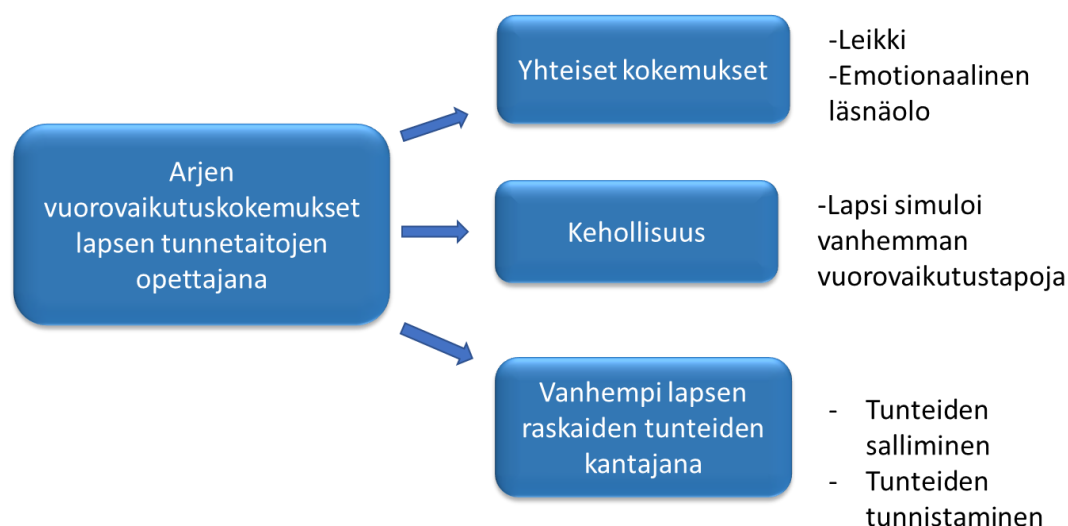 Arjen
vuorovaikutuskokemukset
lapsen tunnetaitojen
opettajana
Yhteiset kokemukset
-Leikki
-Emotionaalinen
läsnäolo
Kehollisuus
-Lapsi simuloi
vanhemman
vuorovaikutustapoja
Vanhempi lapsen
raskaiden tunteiden
kantajana
- Tunteiden
salliminen
- Tunteiden
tunnistaminen